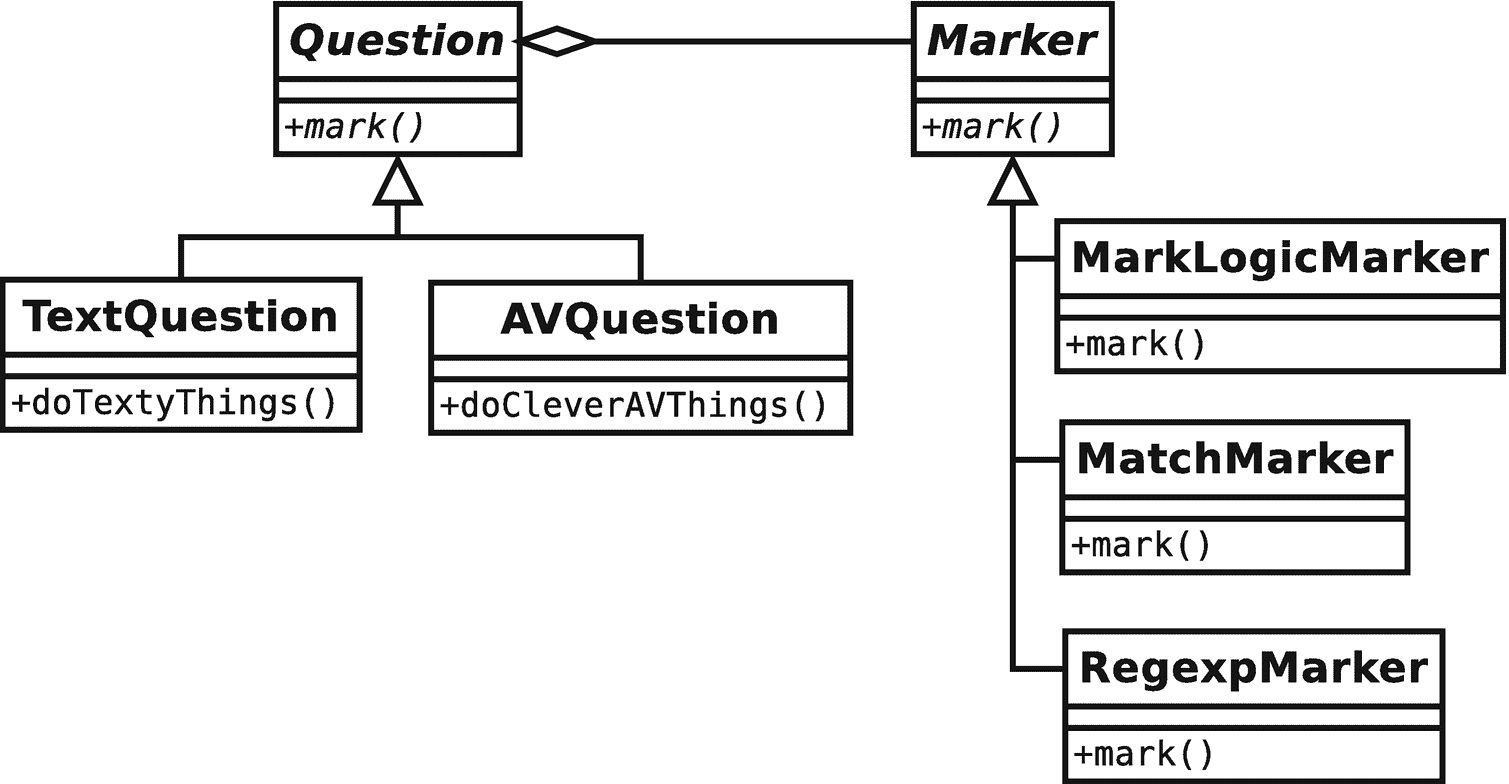 Question
+mark()
Marker
+mark()
TextQuestion
+doTextyThings()
AVQuestion
+doCleverAVThings()
MarkLogicMarker
+mark()
MatchMarker
+mark()
RegexpMarker
+mark()